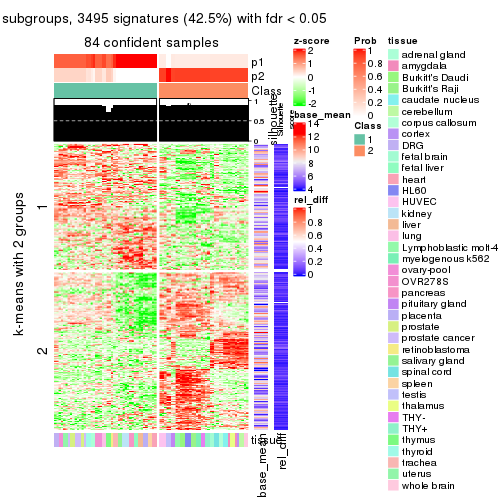 subgroups, 3495 signatures (42.5%) with fdr < 0.05
84 confident samples
p1
p2
Class
silhouette
score
1
0.5
0
k-means with 2 groups
1
2
tissue
base_mean
rel_diff
z-score
2
1
0
-1
-2
base_mean
14
12
10
8
6
4
rel_diff
1
0.8
0.6
0.4
0.2
0
Prob
1
0.8
0.6
0.4
0.2
0
Class
1
2
tissue
adrenal gland
amygdala
Burkitt's Daudi
Burkitt's Raji
caudate nucleus
cerebellum
corpus callosum
cortex
DRG
fetal brain
fetal liver
heart
HL60
HUVEC
kidney
liver
lung
Lymphoblastic molt-4
myelogenous k562
ovary-pool
OVR278S
pancreas
pituitary gland
placenta
prostate
prostate cancer
retinoblastoma
salivary gland
spinal cord
spleen
testis
thalamus
THY-
THY+
thymus
thyroid
trachea
uterus
whole brain